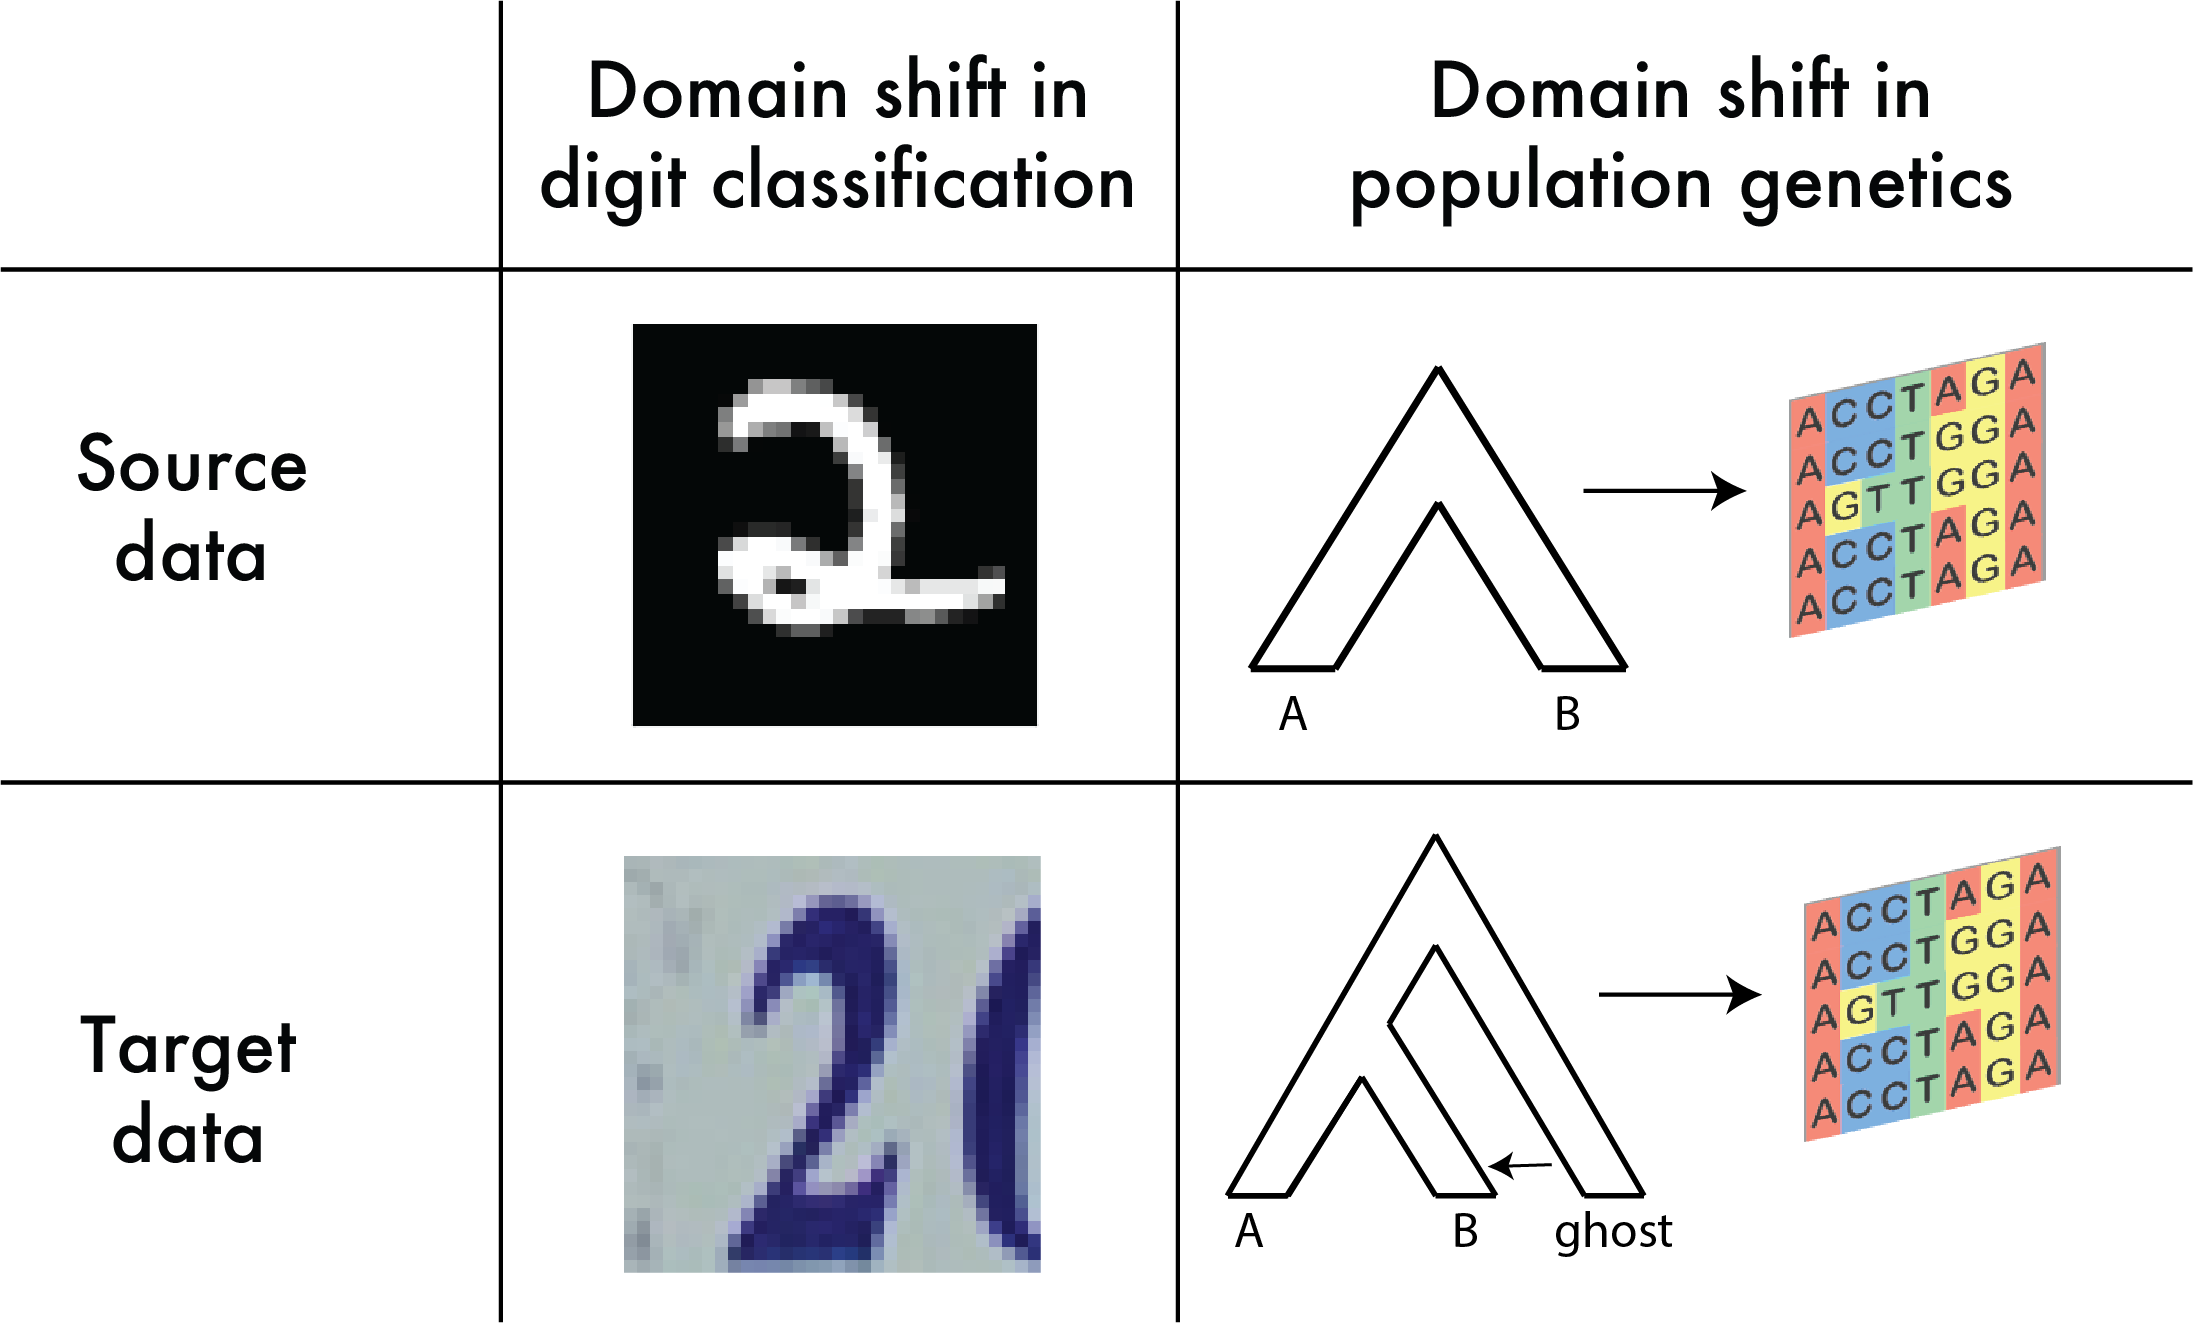 Domain shift in
digit classification
Domain shift in
population genetics
Source
data
A B
ACCTAGA
ACCTGGA
AGTTGGA
ACCTAGA
ACCTAGA
Target
data
2
A B ghost
ACCTAGA
ACCTGGA
AGTTGGA
ACCTAGA
ACCTAGA